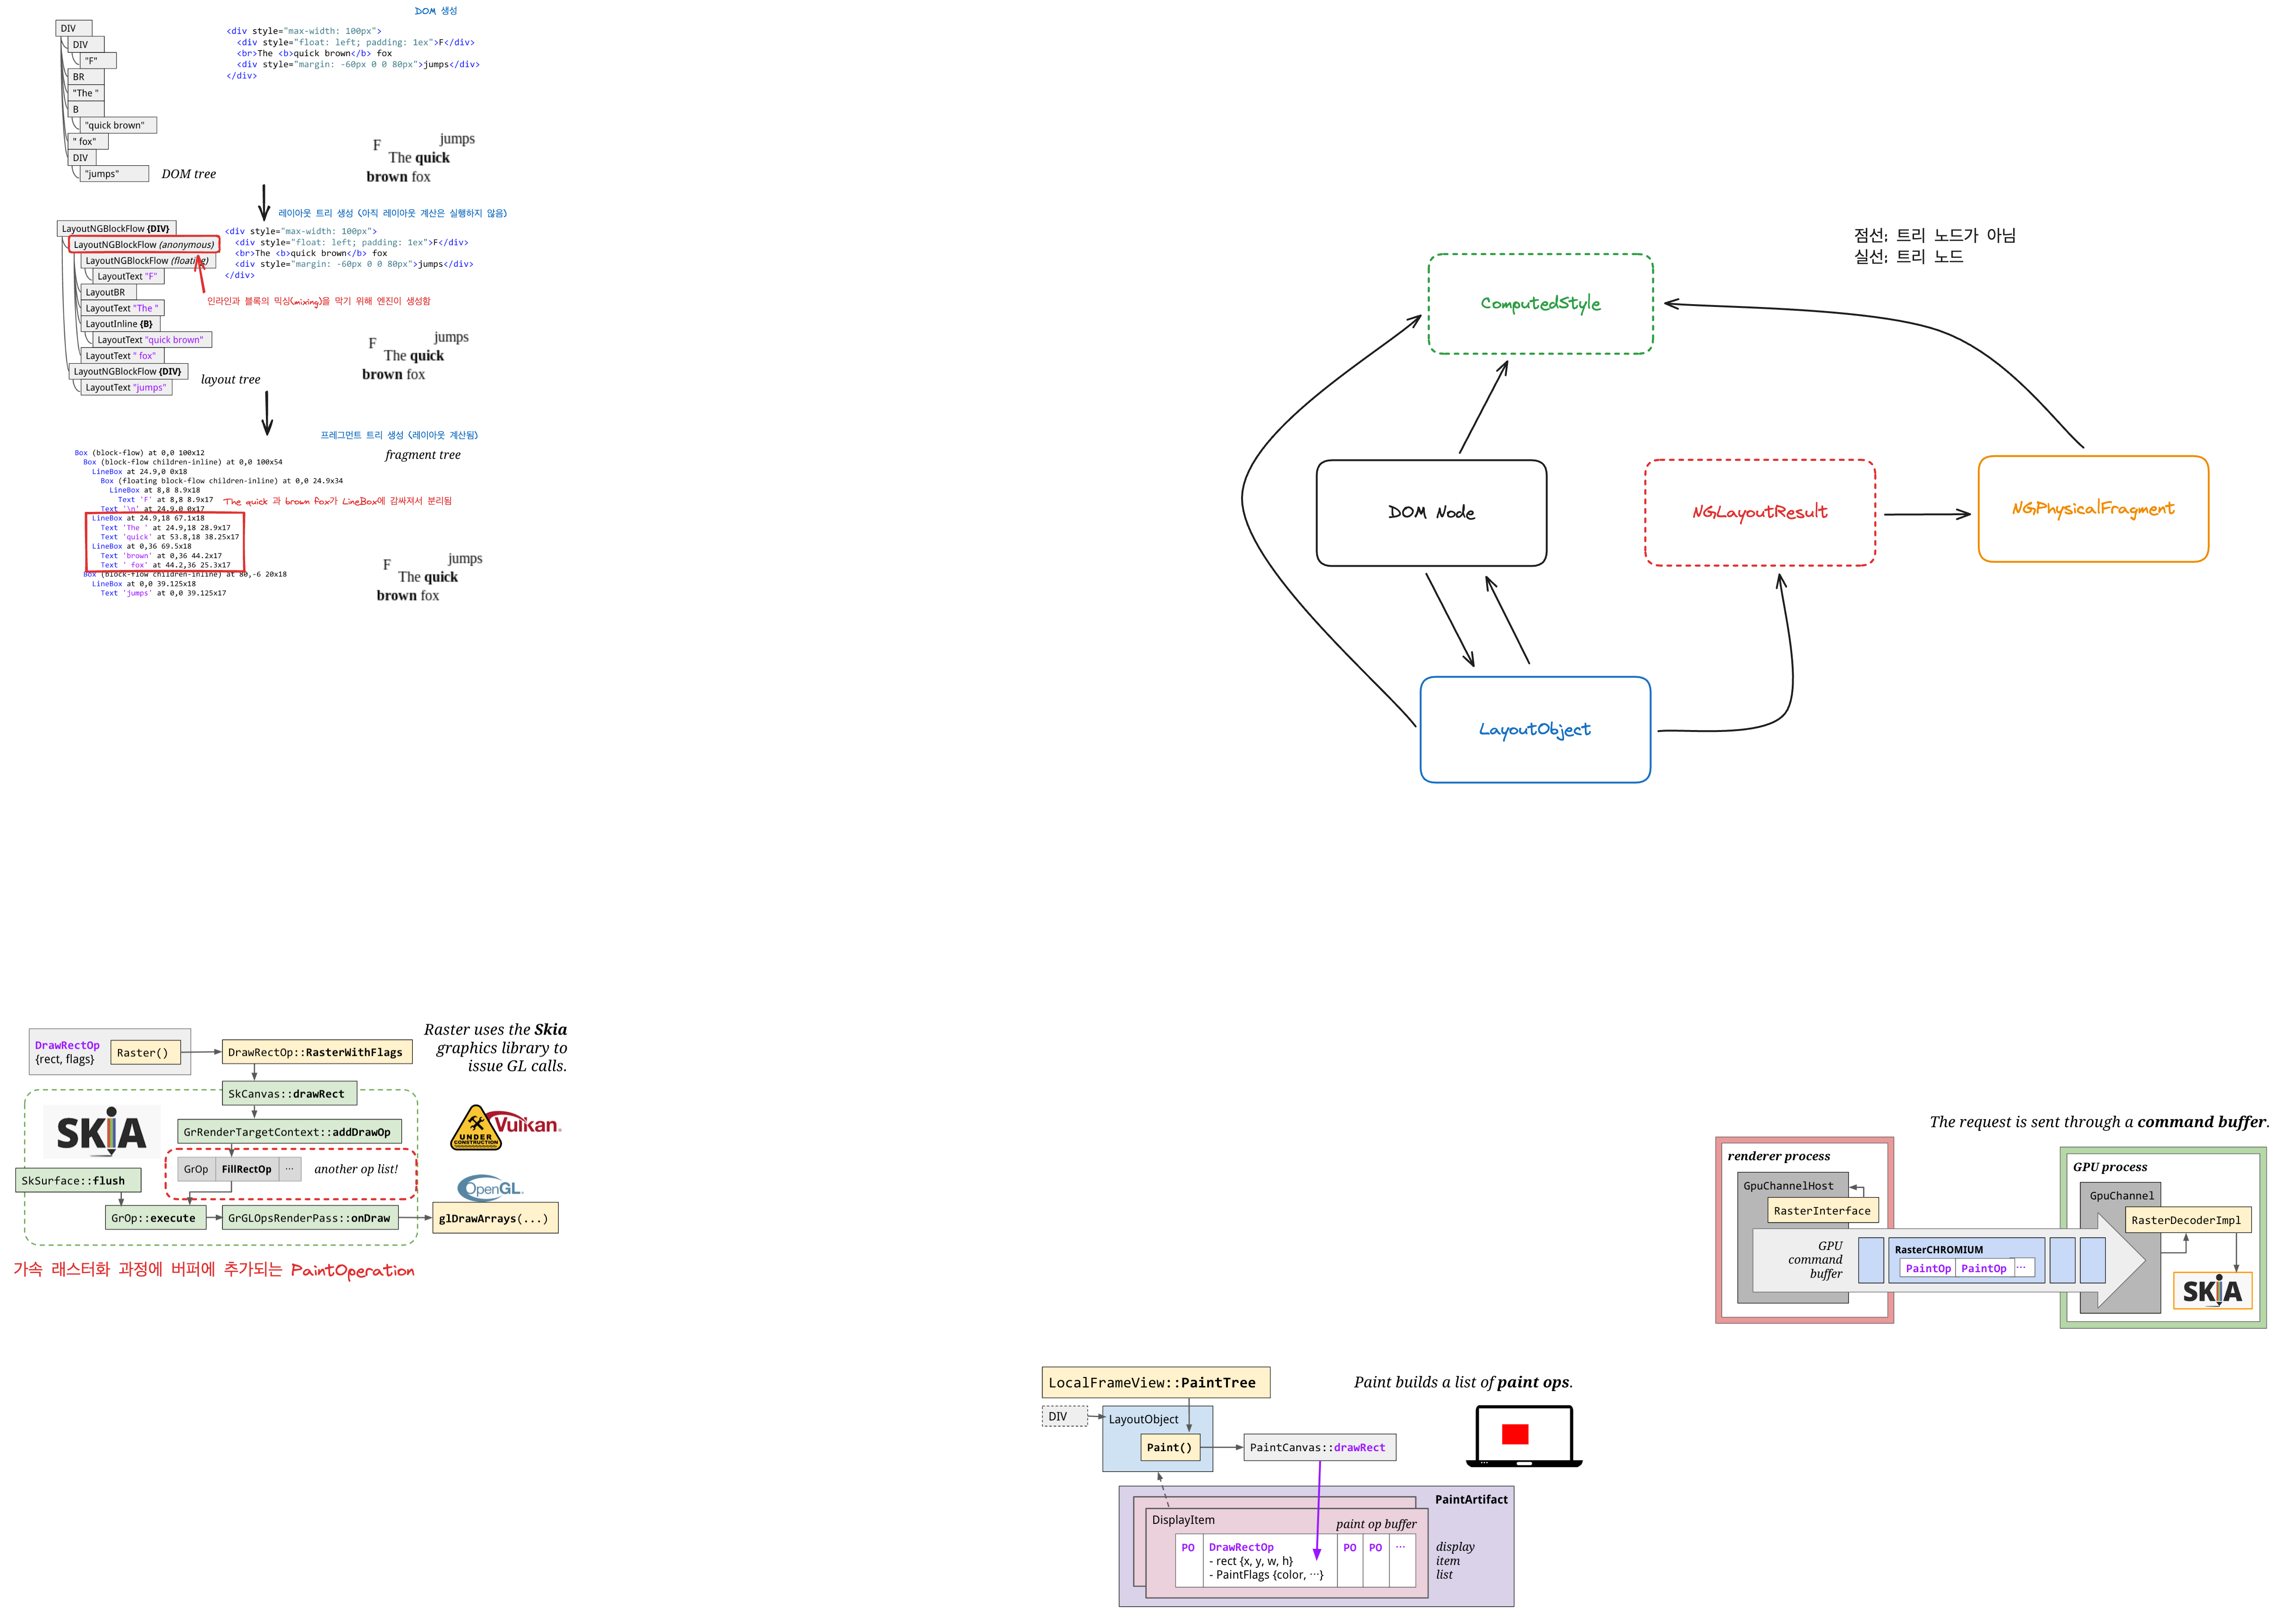 DOM 생성
DIV
DIV
"F"
BR
"The "
B
"quick brown"
" fox"
DIV
"jumps"
DOM tree
<div style="max-width: 100px">
<div style="float: left; padding: 1ex">F</div>
<br>The <b>quick brown</b> fox
<div style="margin: -60px 0 0 80px">jumps</div>
</div>
F jumps
The quick
brown fox
레이아웃 트리 생성 (아직 레이아웃 계산은 실행하지 않음)
LayoutNGBlockFlow {DIV}
LayoutNGBlockFlow (anonymous)
LayoutNGBlockFlow (floating)
LayoutText "F"
LayoutBR
LayoutText "The "
LayoutInline {B}
LayoutText "quick brown"
LayoutText " fox"
LayoutNGBlockFlow {DIV}
LayoutText "jumps"
layout tree
<div style="max-width: 100px">
<div style="float: left; padding: 1ex">F</div>
<br>The <b>quick brown</b> fox
<div style="margin: -60px 0 0 80px">jumps</div>
</div>
인라인과 블록의 믹싱(mixing)을 막기 위해 엔진이 생성함
F jumps
The quick
brown fox
프레그먼트 트리 생성 (레이아웃 계산됨)
fragment tree
Box (block-flow) at 0,0 100x12
Box (block-flow children-inline) at 0,0 100x54
LineBox at 24.9,0 0x18
Box (floating block-flow children-inline) at 0,0 24.9x34
LineBox at 8,8 8.9x18
Text 'F' at 8,8 8.9x17
Text '\n' at 24.9,0 0x17
LineBox at 24.9,18 67.1x18
Text 'The ' at 24.9,18 28.9x17
Text 'quick' at 53.8,18 38.25x17
LineBox at 0,36 69.5x18
Text 'brown' at 0,36 44.2x17
Text ' fox' at 44.2,36 25.3x17
Box (block-flow children-inline) at 80,-6 20x18
LineBox at 0,0 39.125x18
Text 'jumps' at 0,0 39.125x17
The quick 과 brown fox가 LineBox에 감싸져서 분리됨
F jumps
The quick
brown fox
점선: 트리 노드가 아님
실선: 트리 노드
ComputedStyle
DOM Node
NGLayoutResult
NGPhysicalFragment
LayoutObject
Raster uses the Skia
graphics library to
issue GL calls.
DrawRectOp
{rect, flags}
Raster()
DrawRectOp::RasterWithFlags
SkCanvas::drawRect
SKiA
GrRenderTargetContext::addDrawOp
UNDER
CONSTRUCTION
Vulkan
GrOp FillRectOp ...
another op list!
SkSurface::flush
OpenGL
GrOp::execute
GrGLOpsRenderPass::onDraw
glDrawArrays(...)
가속 래스터화 과정에 버퍼에 추가되는 PaintOperation
The request is sent through a command buffer.
renderer process
GpuChannelHost
RasterInterface
GPU
command
buffer
RasterCHROMIUM
PaintOp PaintOp ...
GPU process
GpuChannel
RasterDecoderImpl
SKiA
LocalFrameView::PaintTree
Paint builds a list of paint ops.
DIV
LayoutObject
Paint()
PaintCanvas::drawRect
PaintArtifact
DisplayItem
paint op buffer
PO
DrawRectOp
- rect {x, y, w, h}
- PaintFlags {color, ...}
PO PO ...
display
item
list